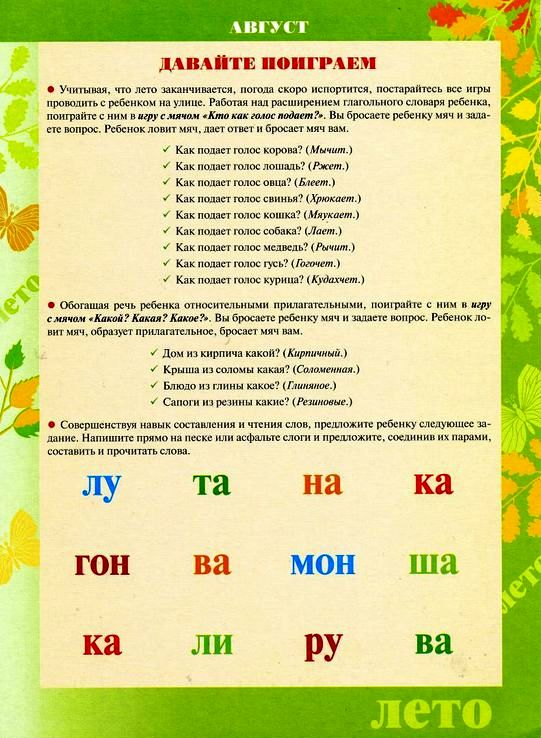 АВГУСТ
ДАВАЙТЕ ПОИГРАЕМ
● Учитывая, что лето заканчивается, погода скоро испортится, постарайтесь все игры
проводить с ребенком на улице. Работая над расширением глагольного словаря ребенка,
поиграйте с ним в игру с мячом «Кто как голос подает?». Вы бросаете ребенку мяч и зада-
ете вопрос. Ребенок ловит мяч, дает ответ и бросает мяч вам.
✓ Как подает голос корова? (Мычит.)
✓ Как подает голос лошадь? (Ржет.)
✓ Как подает голос овца? (Блеет.)
✓ Как подает голос свинья? (Хрюкает.)
✓ Как подает голос кошка? (Мяукает.)
✓ Как подает голос собака? (Лает.)
✓ Как подает голос медведь? (Рычит.)
✓ Как подает голос гусь? (Гогочет.)
✓ Как подает голос курица? (Кудахчет.)
● Обогащая речь ребенка относительными прилагательными, поиграйте с ним в игру
с мячом «Какой? Какая? Какое?». Вы бросаете ребенку мяч и задаете вопрос. Ребенок ло-
вит мяч, образует прилагательное, бросает мяч вам.
✓ Дом из кирпича какой? (Кирпичный.)
✓ Крыша из соломы какая? (Соломенная.)
✓ Блюдо из глины какое? (Глиняное.)
✓ Сапоги из резины какие? (Резиновые.)
● Совершенствуя навык составления и чтения слов, предложите ребенку следующее за-
дание. Напишите прямо на песке или асфальте слоги и предложите, соединив их парами,
составить и прочитать слова.
лу та на ка
гон ва мон ша
ка ли ру ва
лето
лето
лето